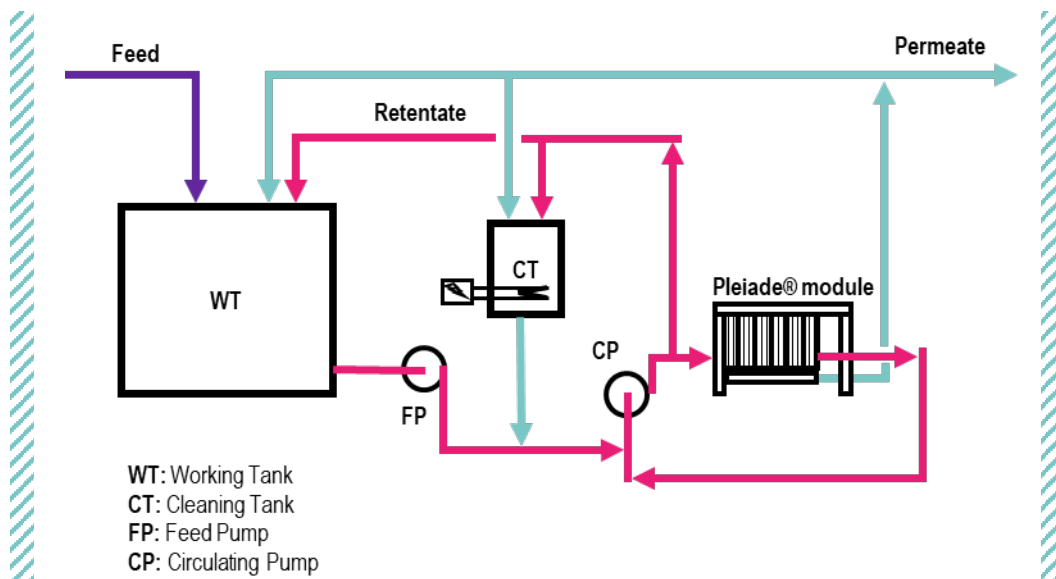 Feed
Permeate
Retentate
WT
CT
Pleiade® module
CP
FP
WT: Working Tank
CT: Cleaning Tank
FP: Feed Pump
CP: Circulating Pump